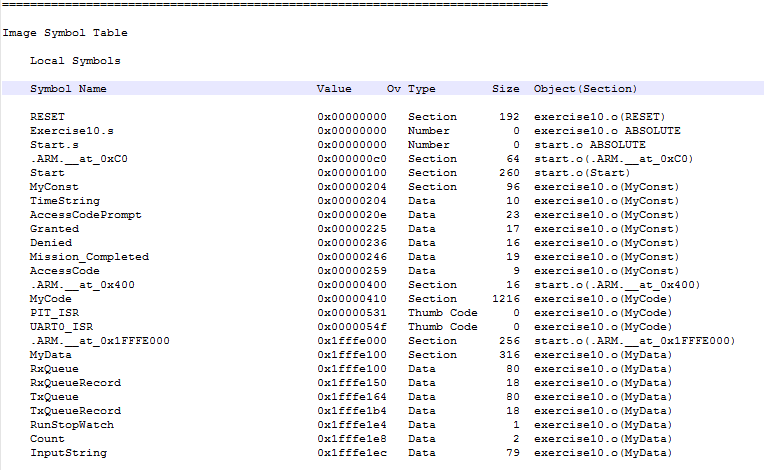 ==============================================================================
Image Symbol Table
Local Symbols
Symbol Name Value Ov Type Size Object(Section)
RESET 0x00000000 Section 192 exercise10.o(RESET)
Exercise10.s 0x00000000 Number 0 exercise10.o ABSOLUTE
Start.s 0x00000000 Number 0 start.o ABSOLUTE
.ARM.__at_0xC0 0x000000c0 Section 64 start.o(.ARM.__at_0xC0)
Start 0x00000100 Section 260 start.o(Start)
MyConst 0x00000204 Section 96 exercise10.o(MyConst)
TimeString 0x00000204 Data 10 exercise10.o(MyConst)
AccessCodePrompt 0x0000020e Data 23 exercise10.o(MyConst)
Granted 0x00000225 Data 17 exercise10.o(MyConst)
Denied 0x00000236 Data 16 exercise10.o(MyConst)
Mission_Completed 0x00000246 Data 19 exercise10.o(MyConst)
AccessCode 0x00000259 Data 9 exercise10.o(MyConst)
.ARM.__at_0x400 0x00000400 Section 16 start.o(.ARM.__at_0x400)
MyCode 0x00000410 Section 1216 exercise10.o(MyCode)
PIT_ISR 0x00000531 Thumb Code 0 exercise10.o(MyCode)
UART0_ISR 0x0000054f Thumb Code 0 exercise10.o(MyCode)
.ARM.__at_0x1FFFE000 0x1fffe000 Section 256 start.o(.ARM.__at_0x1FFFE000)
MyData 0x1fffe100 Section 316 exercise10.o(MyData)
RxQueue 0x1fffe100 Data 80 exercise10.o(MyData)
RxQueueRecord 0x1fffe150 Data 18 exercise10.o(MyData)
TxQueue 0x1fffe164 Data 80 exercise10.o(MyData)
TxQueueRecord 0x1fffe1b4 Data 18 exercise10.o(MyData)
RunStopWatch 0x1fffe1e4 Data 1 exercise10.o(MyData)
Count 0x1fffe1e8 Data 2 exercise10.o(MyData)
InputString 0x1fffe1ec Data 79 exercise10.o(MyData)